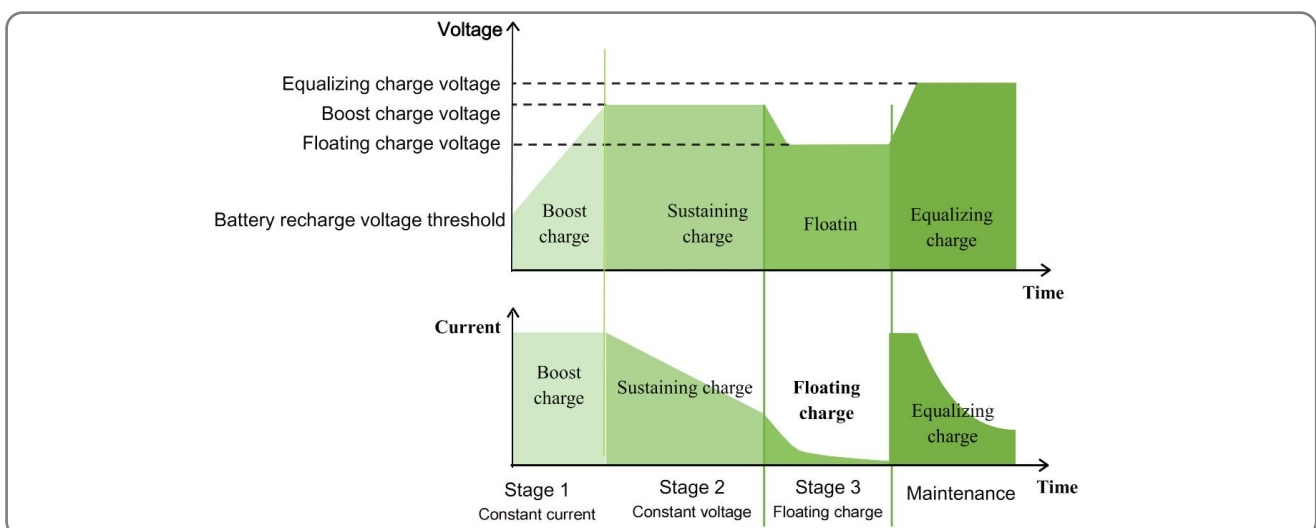 Voltage
Equalizing charge voltage
Boost charge voltage
Floating charge voltage
Battery recharge voltage threshold
Boost
charge
Sustaining
charge
Floatin
Equalizing
charge
Time
Current
Boost
charge
Sustaining charge
Floating
charge
Equalizing
charge
Time
Stage 1
Constant current
Stage 2
Constant voltage
Stage 3
Floating charge
Maintenance